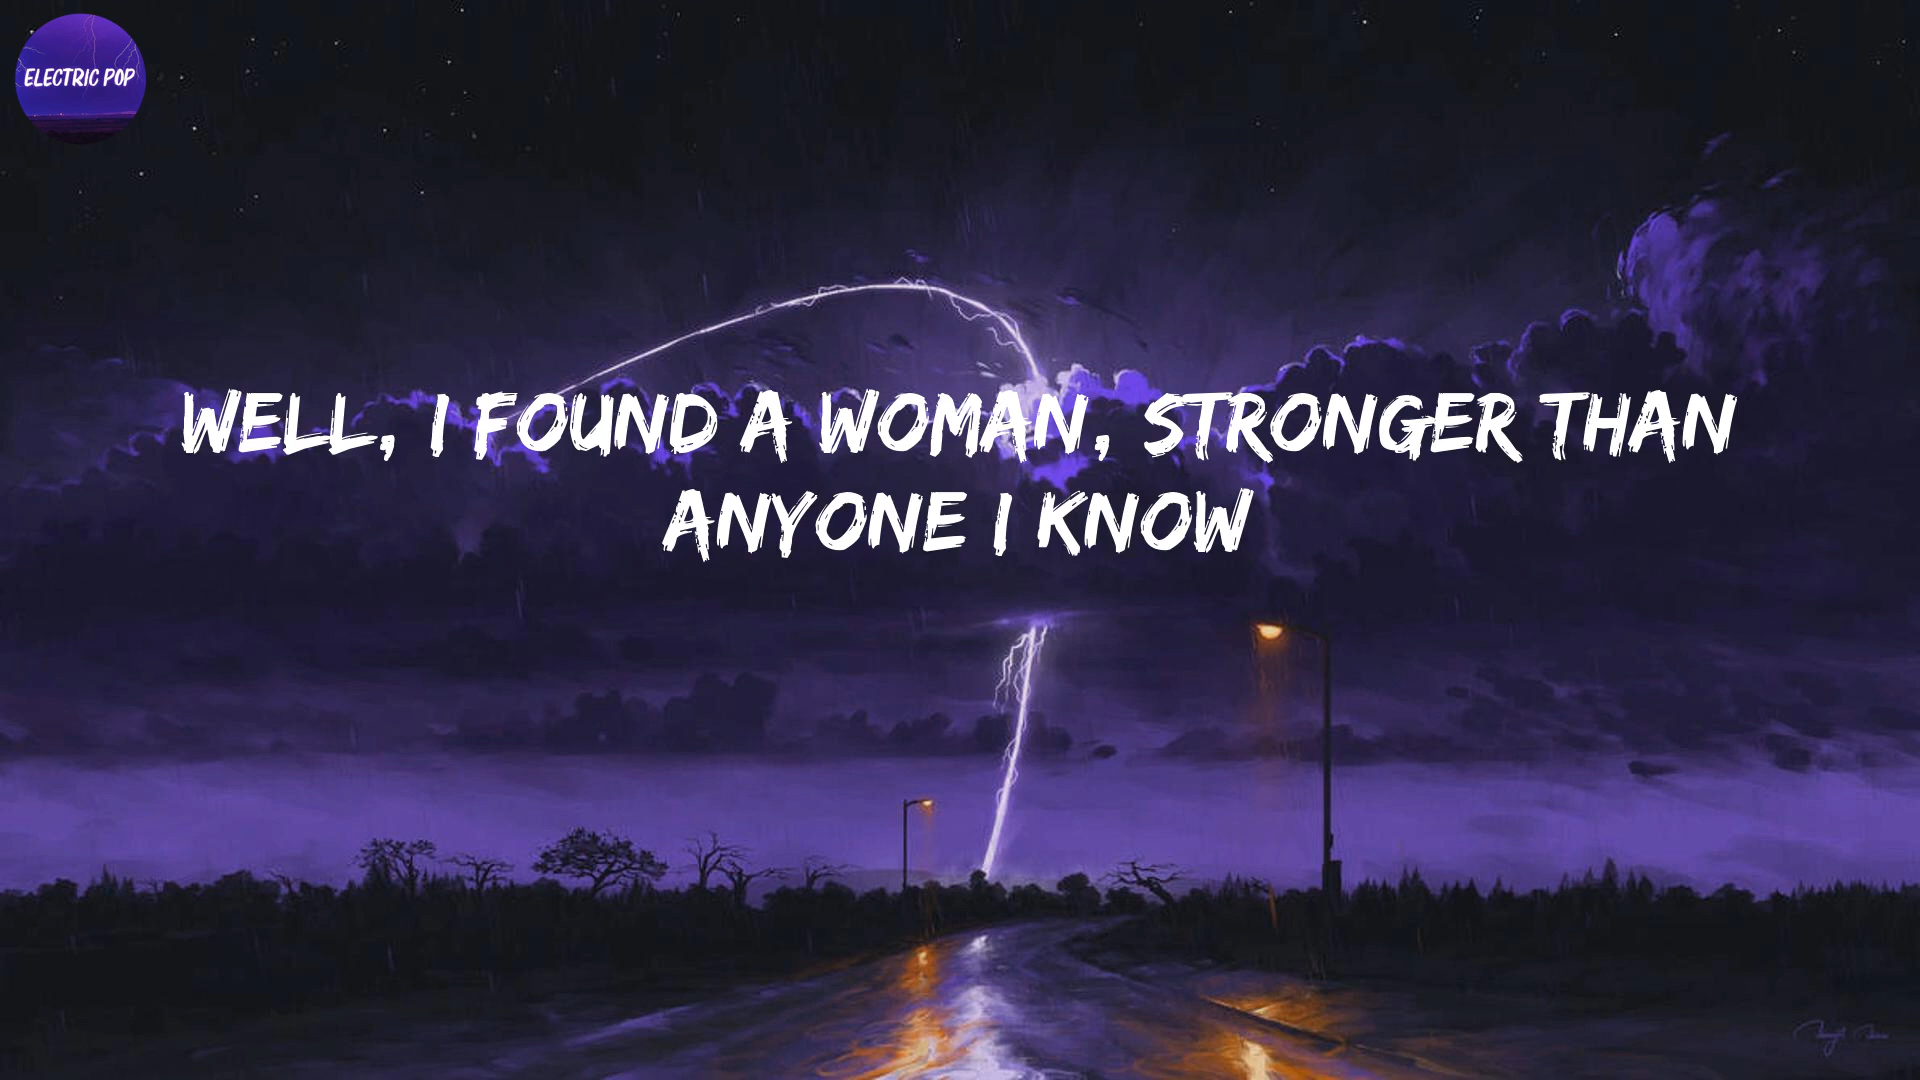 ELECTRIC POP
WELL, I FOUND A WOMAN, STRONGER THAN
ANYONE I KNOW